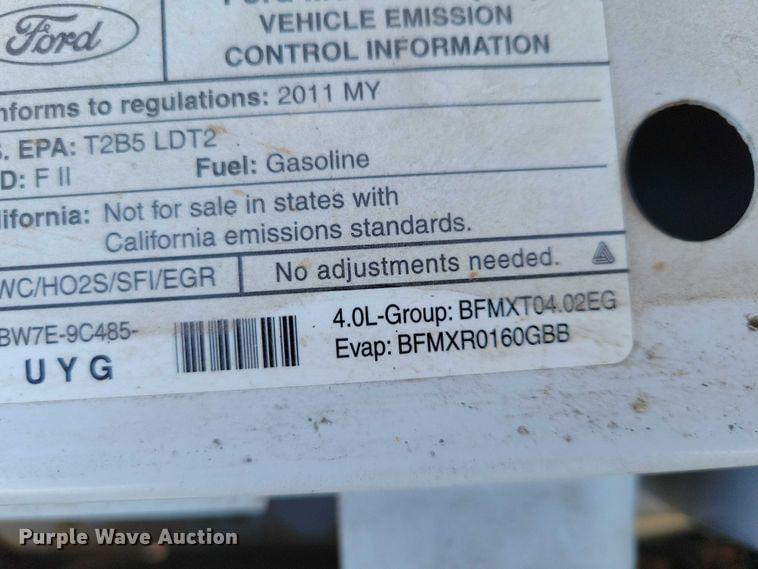 Ford
VEHICLE EMISSION
CONTROL INFORMATION
nforms to regulations: 2011 MY
S. EPA: T2B5 LDT2
D: F II Fuel: Gasoline
lifornia: Not for sale in states with
California emissions standards.
WC/HO2S/SFI/EGR No adjustments needed.
BW7E-9C485- 4.0L-Group: BFMXT04.02EG
UYG Evap: BFMXR0160GBB
Purple Wave Auction